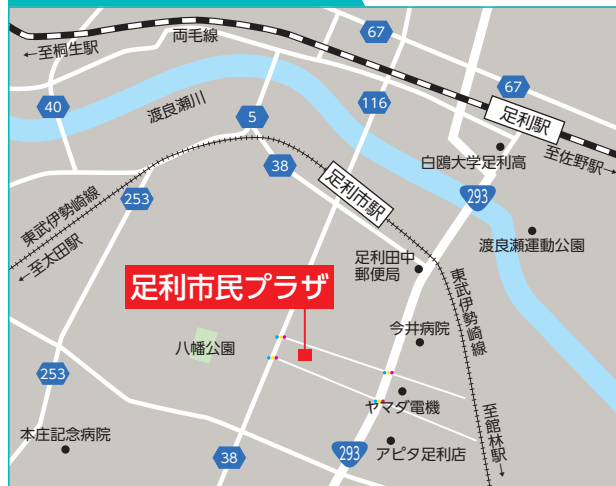 67
両毛線
←至桐生駅
67
40
116
渡良瀬川
足利駅
5
白鴎大学足利高
至佐野駅→
38
足利市駅
293
253
東武伊勢崎線
←至太田駅
渡良瀬運動公園
足利田中
郵便局
東武伊勢崎線
足利市民プラザ
今井病院
八幡公園
253
ヤマダ電機
至館林駅→
本庄記念病院
アピタ足利店
38
293